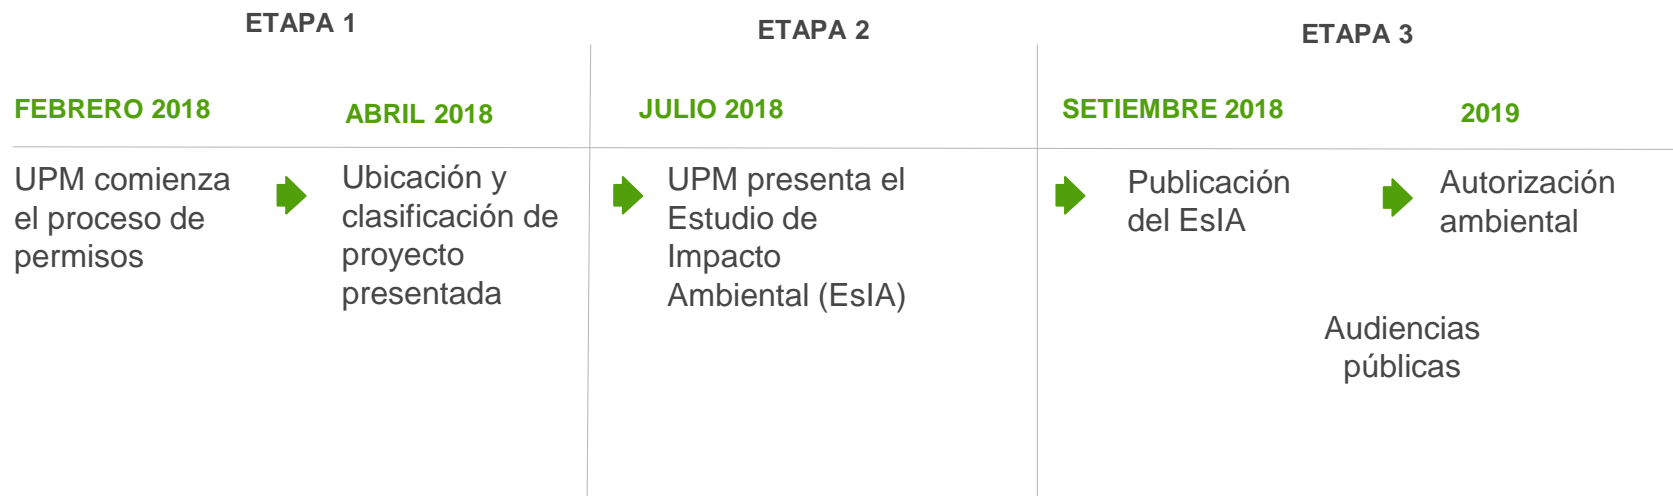 ETAPA 1
ETAPA 2
ETAPA 3
FEBRERO 2018
ABRIL 2018
JULIO 2018
SETIEMBRE 2018
2019
UPM comienza
el proceso de
permisos
Ubicación y
clasificación de
proyecto
presentada
UPM presenta el
Estudio de
Impacto
Ambiental (EsIA)
Publicación
del EsIA
Autorización
ambiental
Audiencias
públicas